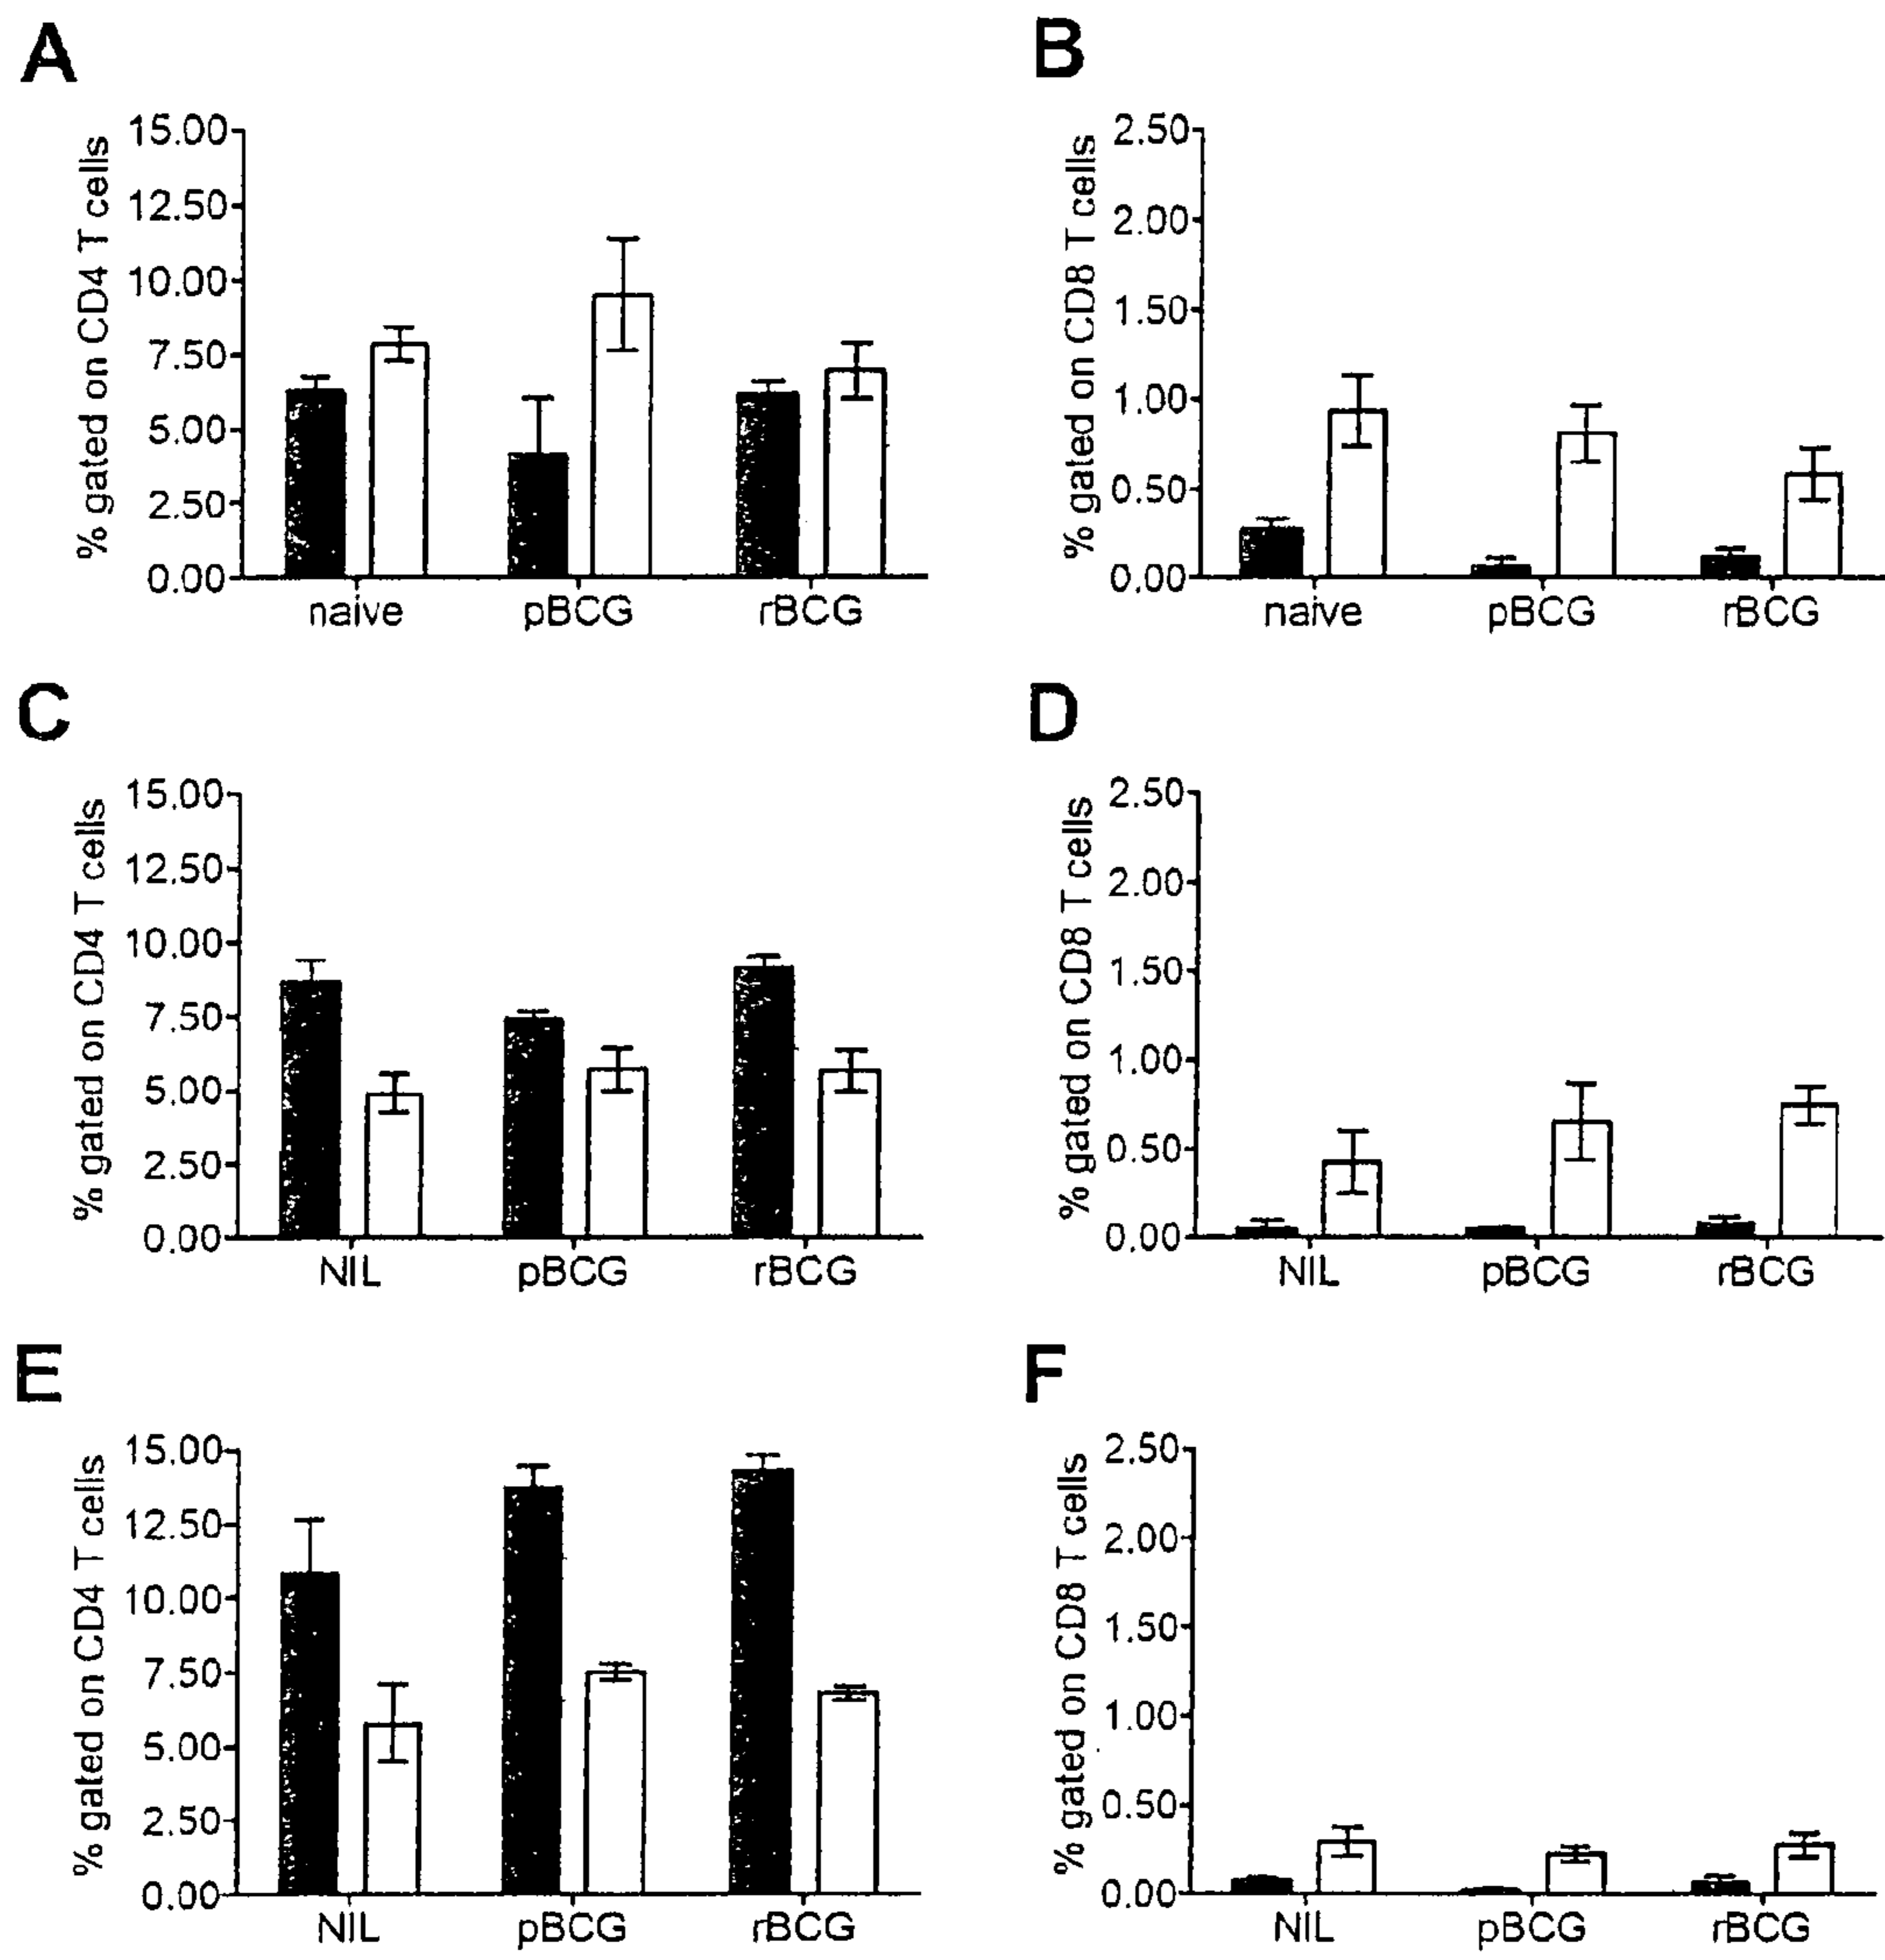 A
% gated on CD4 T cells
15.00
12.50
10.00
7.50
5.00
2.50
0.00
naive pBCG rBCG
B
% gated on CD8 T cells
2.50
2.00
1.50
1.00
0.50
0.00
naive pBCG rBCG
C
% gated on CD4 T cells
15.00
12.50
10.00
7.50
5.00
2.50
0.00
NIL pBCG rBCG
D
% gated on CD8 T cells
2.50
2.00
1.50
1.00
0.50
0.00
NIL pBCG rBCG
E
% gated on CD4 T cells
15.00
12.50
10.00
7.50
5.00
2.50
0.00
NIL pBCG rBCG
F
% gated on CD8 T cells
2.50
2.00
1.50
1.00
0.50
0.00
NIL pBCG rBCG